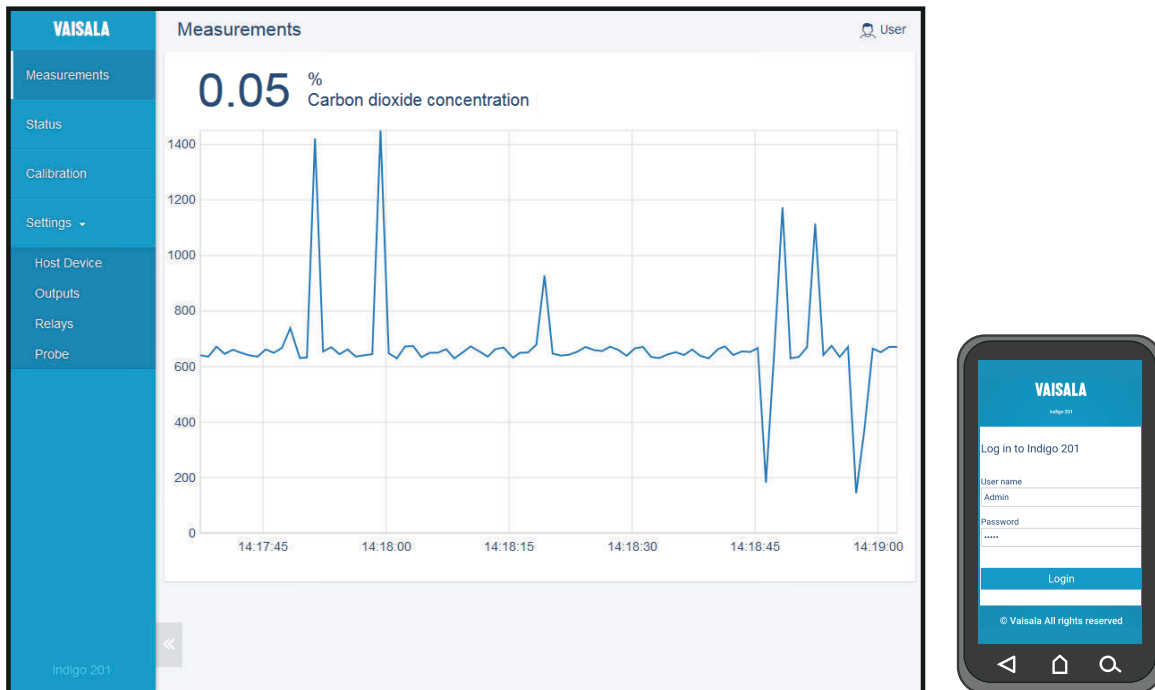 VAISALA
Measurements
User
Measurements
Status
Calibration
Settings
Host Device
Outputs
Relays
Probe
Indigo 201
0.05 %
Carbon dioxide concentration
1400
1200
1000
800
600
400
200
0
14:17:45 14:18:00 14:18:15 14:18:30 14:18:45 14:19:00
VAISALA
Indigo 201
Log in to Indigo 201
User name
Admin
Password
•••••
Login
© Vaisala All rights reserved